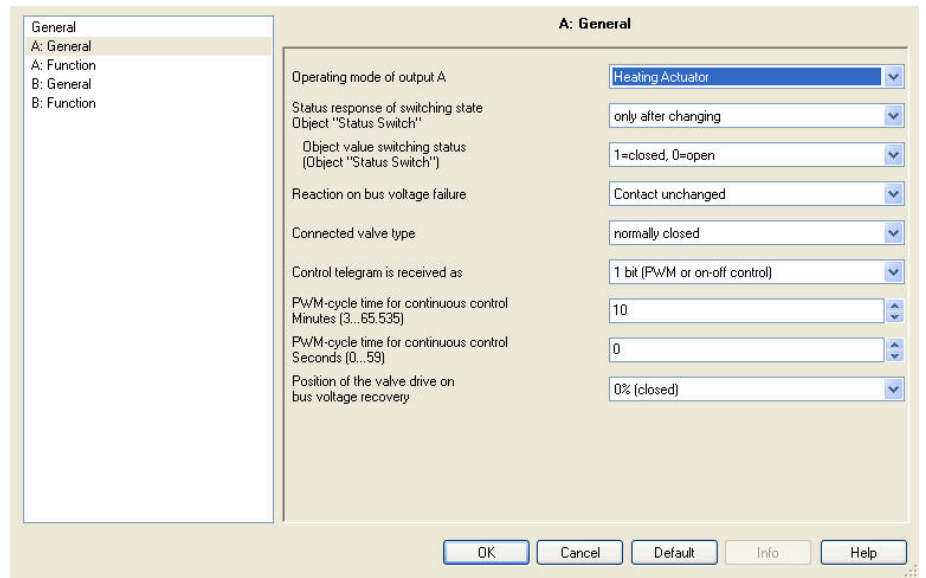 General
A: General
A: Function
B: General
B: Function
A: General
Operating mode of output A
Heating Actuator
Status response of switching state
Object "Status Switch"
only after changing
Object value switching status
(Object "Status Switch")
1=closed, 0=open
Reaction on bus voltage failure
Contact unchanged
Connected valve type
normally closed
Control telegram is received as
1 bit (PWM or on-off control)
PWM-cycle time for continuous control
Minutes (3...65.535)
10
PWM-cycle time for continuous control
Seconds (0...59)
0
Position of the valve drive on
bus voltage recovery
0% (closed)
OK
Cancel
Default
Info
Help